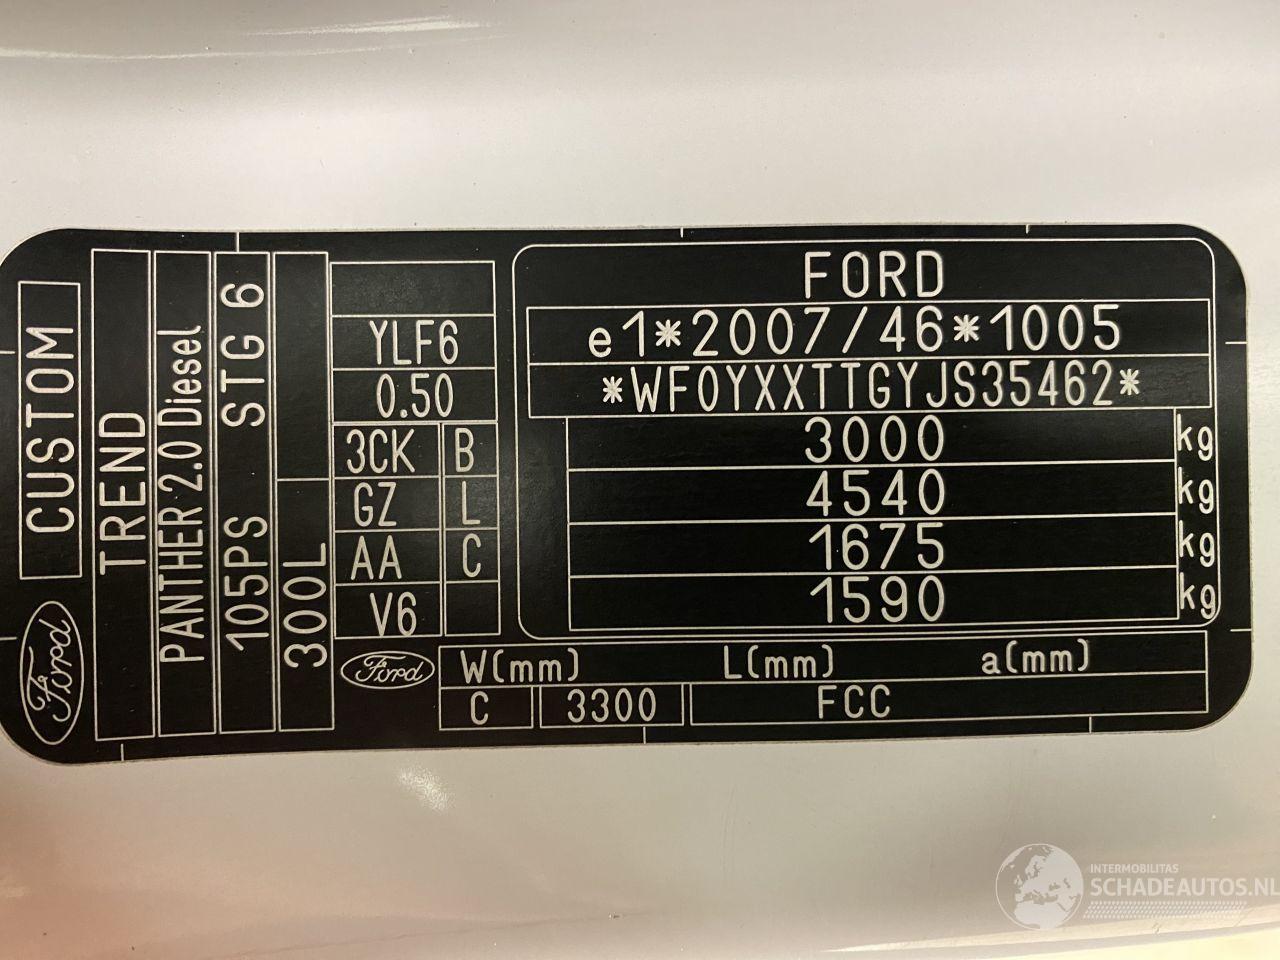 CUSTOM
Ford
TREND
PANTHER 2.0 Diesel
105PS STG 6
300L
YLF6
0.50
3CK B
GZ L
AA C
V6
Ford
FORD
e1*2007/46*1005
*WF0YXXTTGYJS35462*
3000 kg
4540 kg
1675 kg
1590 kg
W(mm) L(mm) a(mm)
C 3300 FCC
INTERMOBILITAS
SCHADEAUTOS.NL